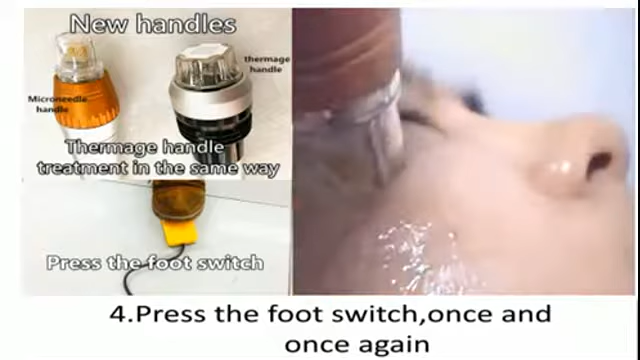 New handles
thermage
handle
Microneedle
handle
Thermage handle
treatment in the same way
Press the foot switch
4.Press the foot switch,once and
once again